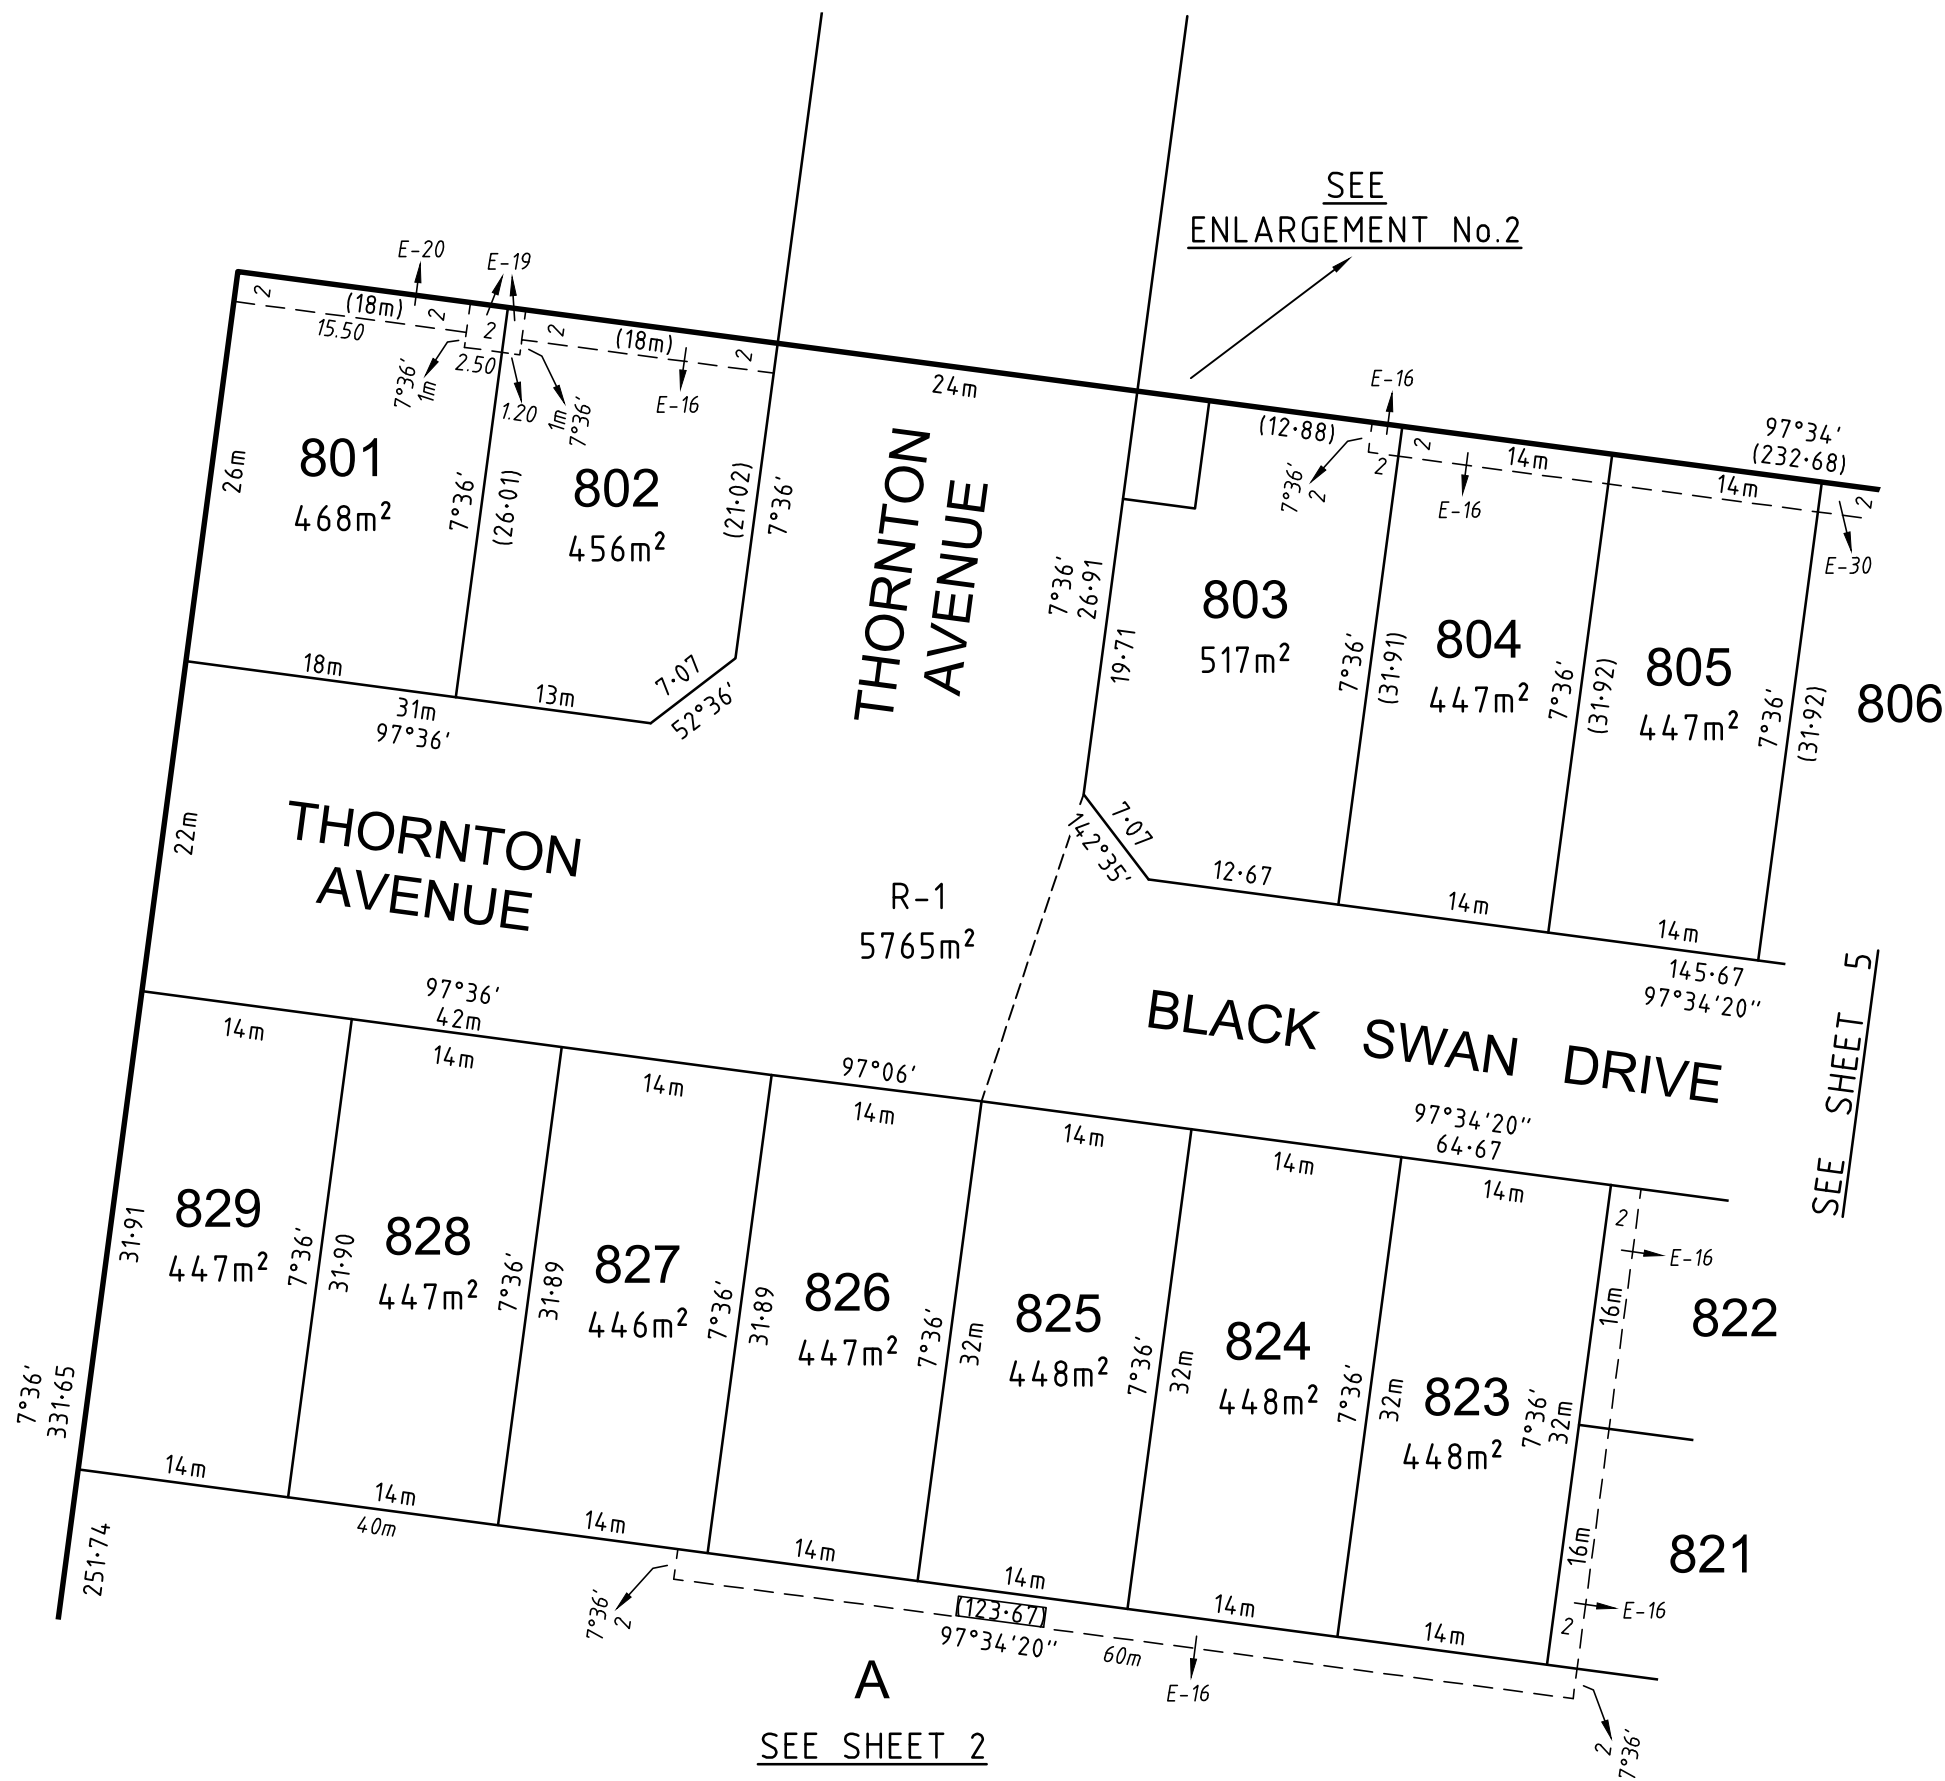 SEE
ENLARGEMENT No.2
E-20
E-19
2
(18m)
2
15.50
2
2
(18m)
2
7°36'
1m
2.50
1.20
1m
7°36'
E-16
24m
E-16
(12·88)
2
2
7°36'
2
14m
E-16
14m
97°34'
(232·68)
2
E-30
26m
801
468m²
7°36'
(26·01)
802
456m²
(21·02)
7°36'
THORNTON
AVENUE
7°36'
26·91
19·71
803
517m²
7°36'
(31·91)
804
447m²
7°36'
(31·92)
805
447m²
7°36'
(31·92)
806
18m
13m
31m
97°36'
7·07
52°36'
22m
THORNTON
AVENUE
R-1
5765m²
7·07
142°35'
12·67
14m
14m
145·67
97°34'20"
BLACK SWAN DRIVE
SEE SHEET 5
97°36'
42m
14m
14m
14m
97°06'
14m
14m
14m
97°34'20"
64·67
14m
31·91
829
447m²
7°36'
31·90
828
447m²
7°36'
31·89
827
446m²
7°36'
31·89
826
447m²
7°36'
32m
825
448m²
7°36'
32m
824
448m²
7°36'
32m
823
448m²
7°36'
32m
2
E-16
16m
822
16m
821
E-16
2
7°36'
331·65
251·74
14m
14m
40m
14m
14m
14m
14m
14m
7°36'
2
(123·67)
97°34'20"
60m
E-16
2
7°36'
A
SEE SHEET 2